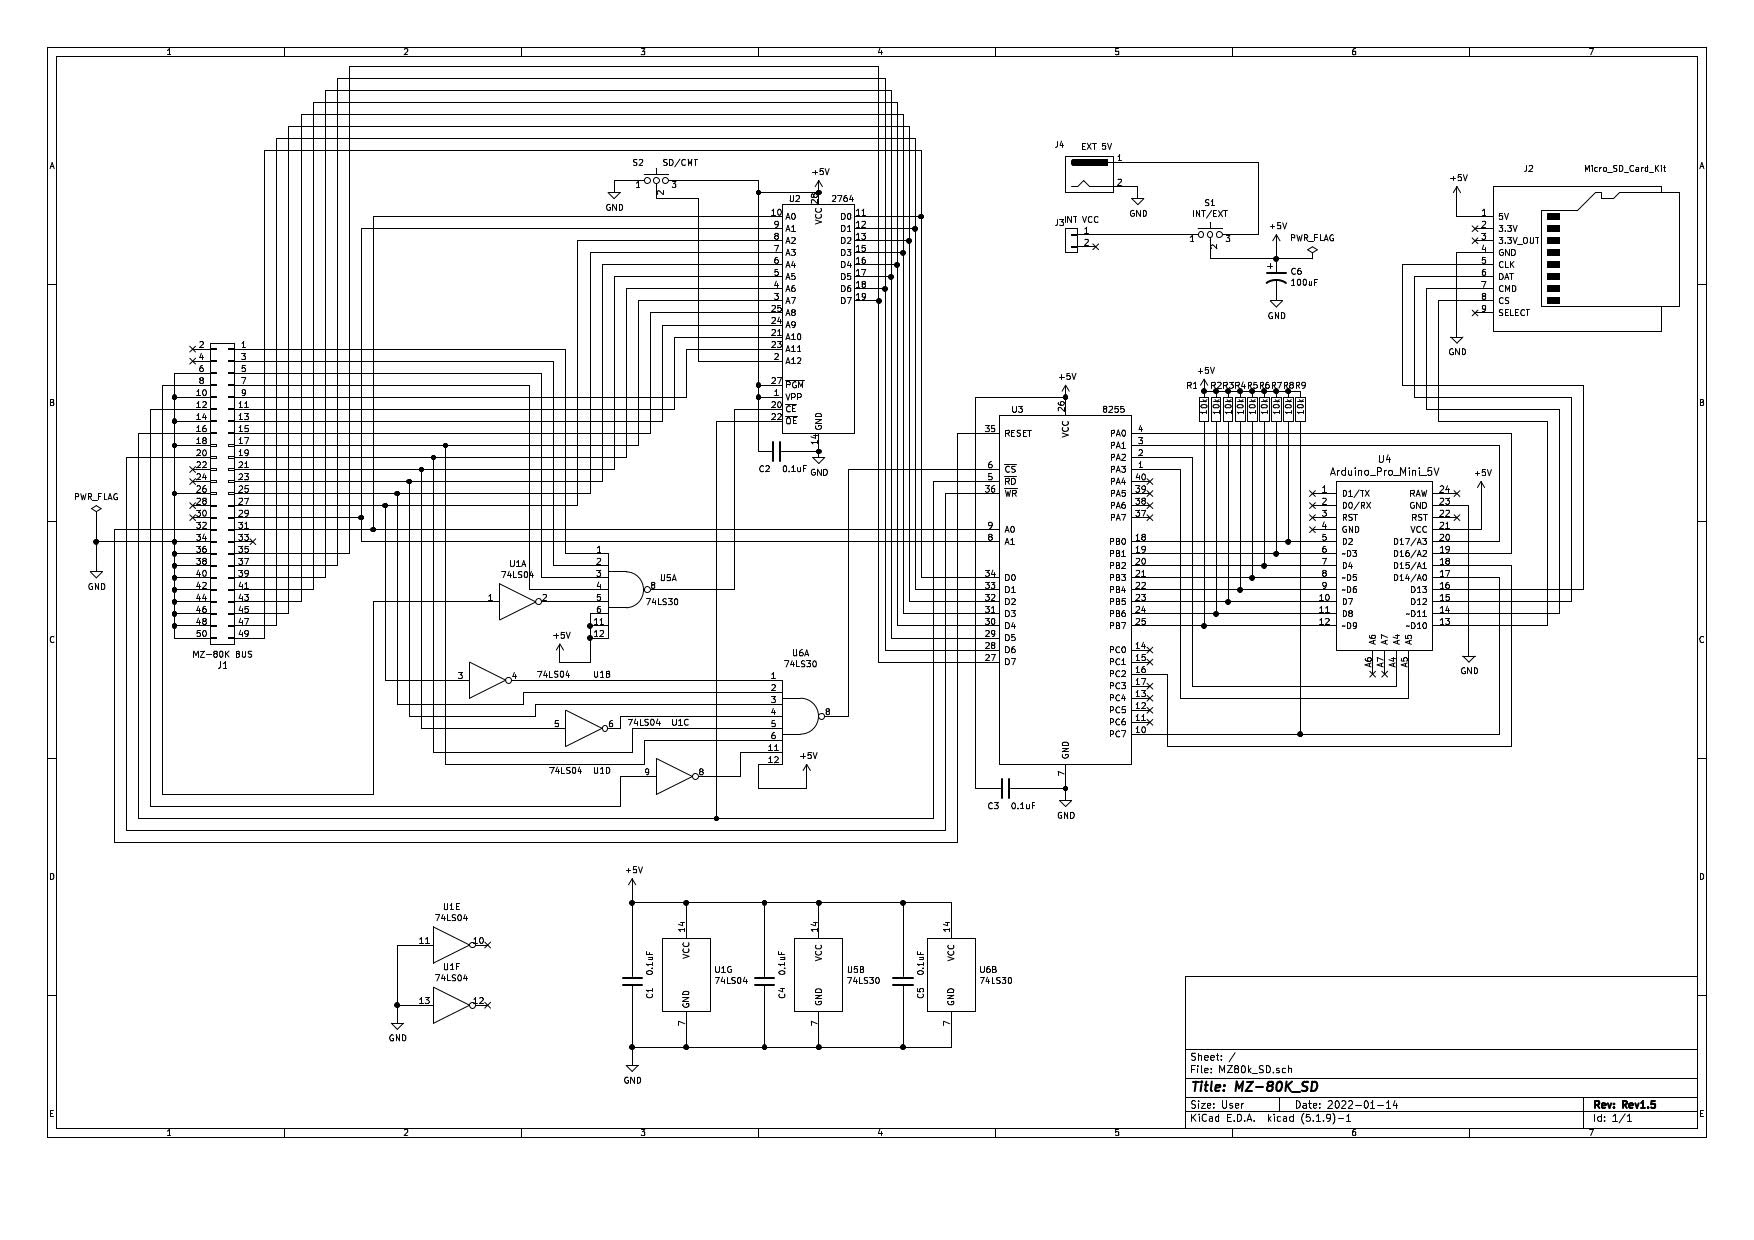 1 2 3 4 5 6 7
A A
B B
C C
D D
E E
J4 EXT 5V
1
2
GND
J3 INT VCC
1
2
S1
INT/EXT
1 2 3
+5V
PWR_FLAG
C6
100uF
GND
J2 Micro_SD_Card_Kit
+5V
1 5V
2 3.3V
3 3.3V_OUT
4 GND
5 CLK
6 DAT
7 CMD
8 CS
9 SELECT
GND
S2 SD/CMT
1 2 3
GND
+5V
U2 28 VCC 2764
10 A0 D0 11
9 A1 D1 12
8 A2 D2 13
7 A3 D3 15
6 A4 D4 16
5 A5 D5 17
4 A6 D6 18
3 A7 D7 19
25 A8
24 A9
21 A10
23 A11
2 A12
27 PGM
1 VPP
20 CE
22 OE
GND 14
C2 0.1uF GND
2 1
4 3
6 5
8 7
10 9
12 11
14 13
16 15
18 17
20 19
22 21
24 23
26 25
28 27
30 29
32 31
34 33
36 35
38 37
40 39
42 41
44 43
46 45
48 47
50 49
MZ-80K BUS
J1
PWR_FLAG
GND
U1A
74LS04
1 2
1
2
3
4
5
6
11
12
8
U5A
74LS30
+5V
3 4 74LS04 U1B
5 6 74LS04 U1C
74LS04 U1D
9 8
U6A
74LS30
1
2
3
4
5
6
11
12
8
+5V
+5V
U3 26 VCC 8255
35 RESET
6 CS
5 RD
36 WR
9 A0
8 A1
34 D0
33 D1
32 D2
31 D3
30 D4
29 D5
28 D6
27 D7
PA0 4
PA1 3
PA2 2
PA3 1
PA4 40
PA5 39
PA6 38
PA7 37
PB0 18
PB1 19
PB2 20
PB3 21
PB4 22
PB5 23
PB6 24
PB7 25
PC0 14
PC1 15
PC2 16
PC3 17
PC4 13
PC5 12
PC6 11
PC7 10
GND
7
C3 0.1uF
GND
+5V
R1 R2 R3 R4 R5 R6 R7 R8 R9
10k 10k 10k 10k 10k 10k 10k 10k 10k
U4
Arduino_Pro_Mini_5V
+5V
1 D1/TX RAW 24
2 D0/RX GND 23
3 RST RST 22
4 GND VCC 21
5 D2 D17/A3 20
6 ~D3 D16/A2 19
7 D4 D15/A1 18
8 ~D5 D14/A0 17
9 ~D6 D13 16
10 D7 D12 15
11 D8 ~D11 14
12 ~D9 ~D10 13
A6 A7 A4 A5
A6 A7 A4 A5
GND
U1E
74LS04
11 10
U1F
74LS04
13 12
GND
+5V
C1 0.1uF
14 VCC GND 7
U1G
74LS04
C4 0.1uF
14 VCC GND 7
U5B
74LS30
C5 0.1uF
14 VCC GND 7
U6B
74LS30
GND
Sheet: /
File: MZ80k_SD.sch
Title: MZ-80K_SD
Size: User Date: 2022-01-14 Rev: Rev1.5
KiCad E.D.A. kicad (5.1.9)-1 Id: 1/1
1 2 3 4 5 6 7